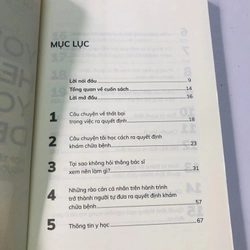 MỤC LỤC
Lời nói đầu 9
Tổng quan về cuốn sách 14
Lời mở đầu 16
1 Câu chuyện về thất bại
trong việc ra quyết định 18
2 Câu chuyện tôi học cách ra quyết định
khám chữa bệnh 23
3 Tại sao không hỏi thẳng bác sĩ
xem nên làm gì? 31
4 Những rào cản cá nhân trên hành trình
trở thành người tự đưa ra quyết định khám
chữa bệnh 57
5 Thông tin y học 67